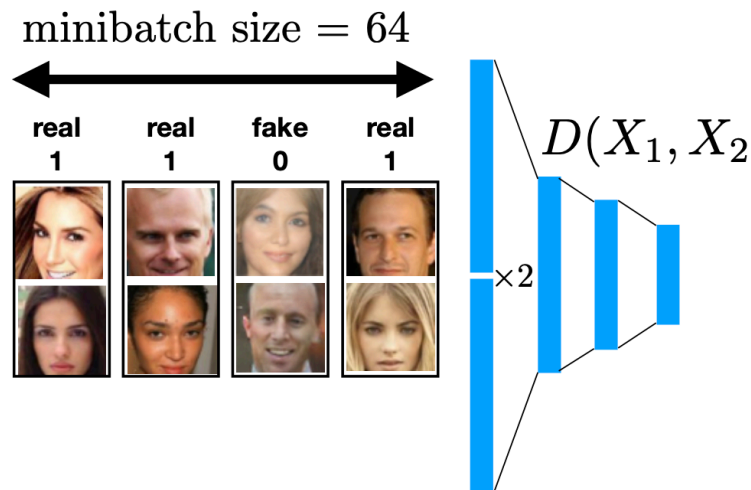 minibatch size = 64
real real fake real
1 1 0 1
D(X₁, X₂
×2